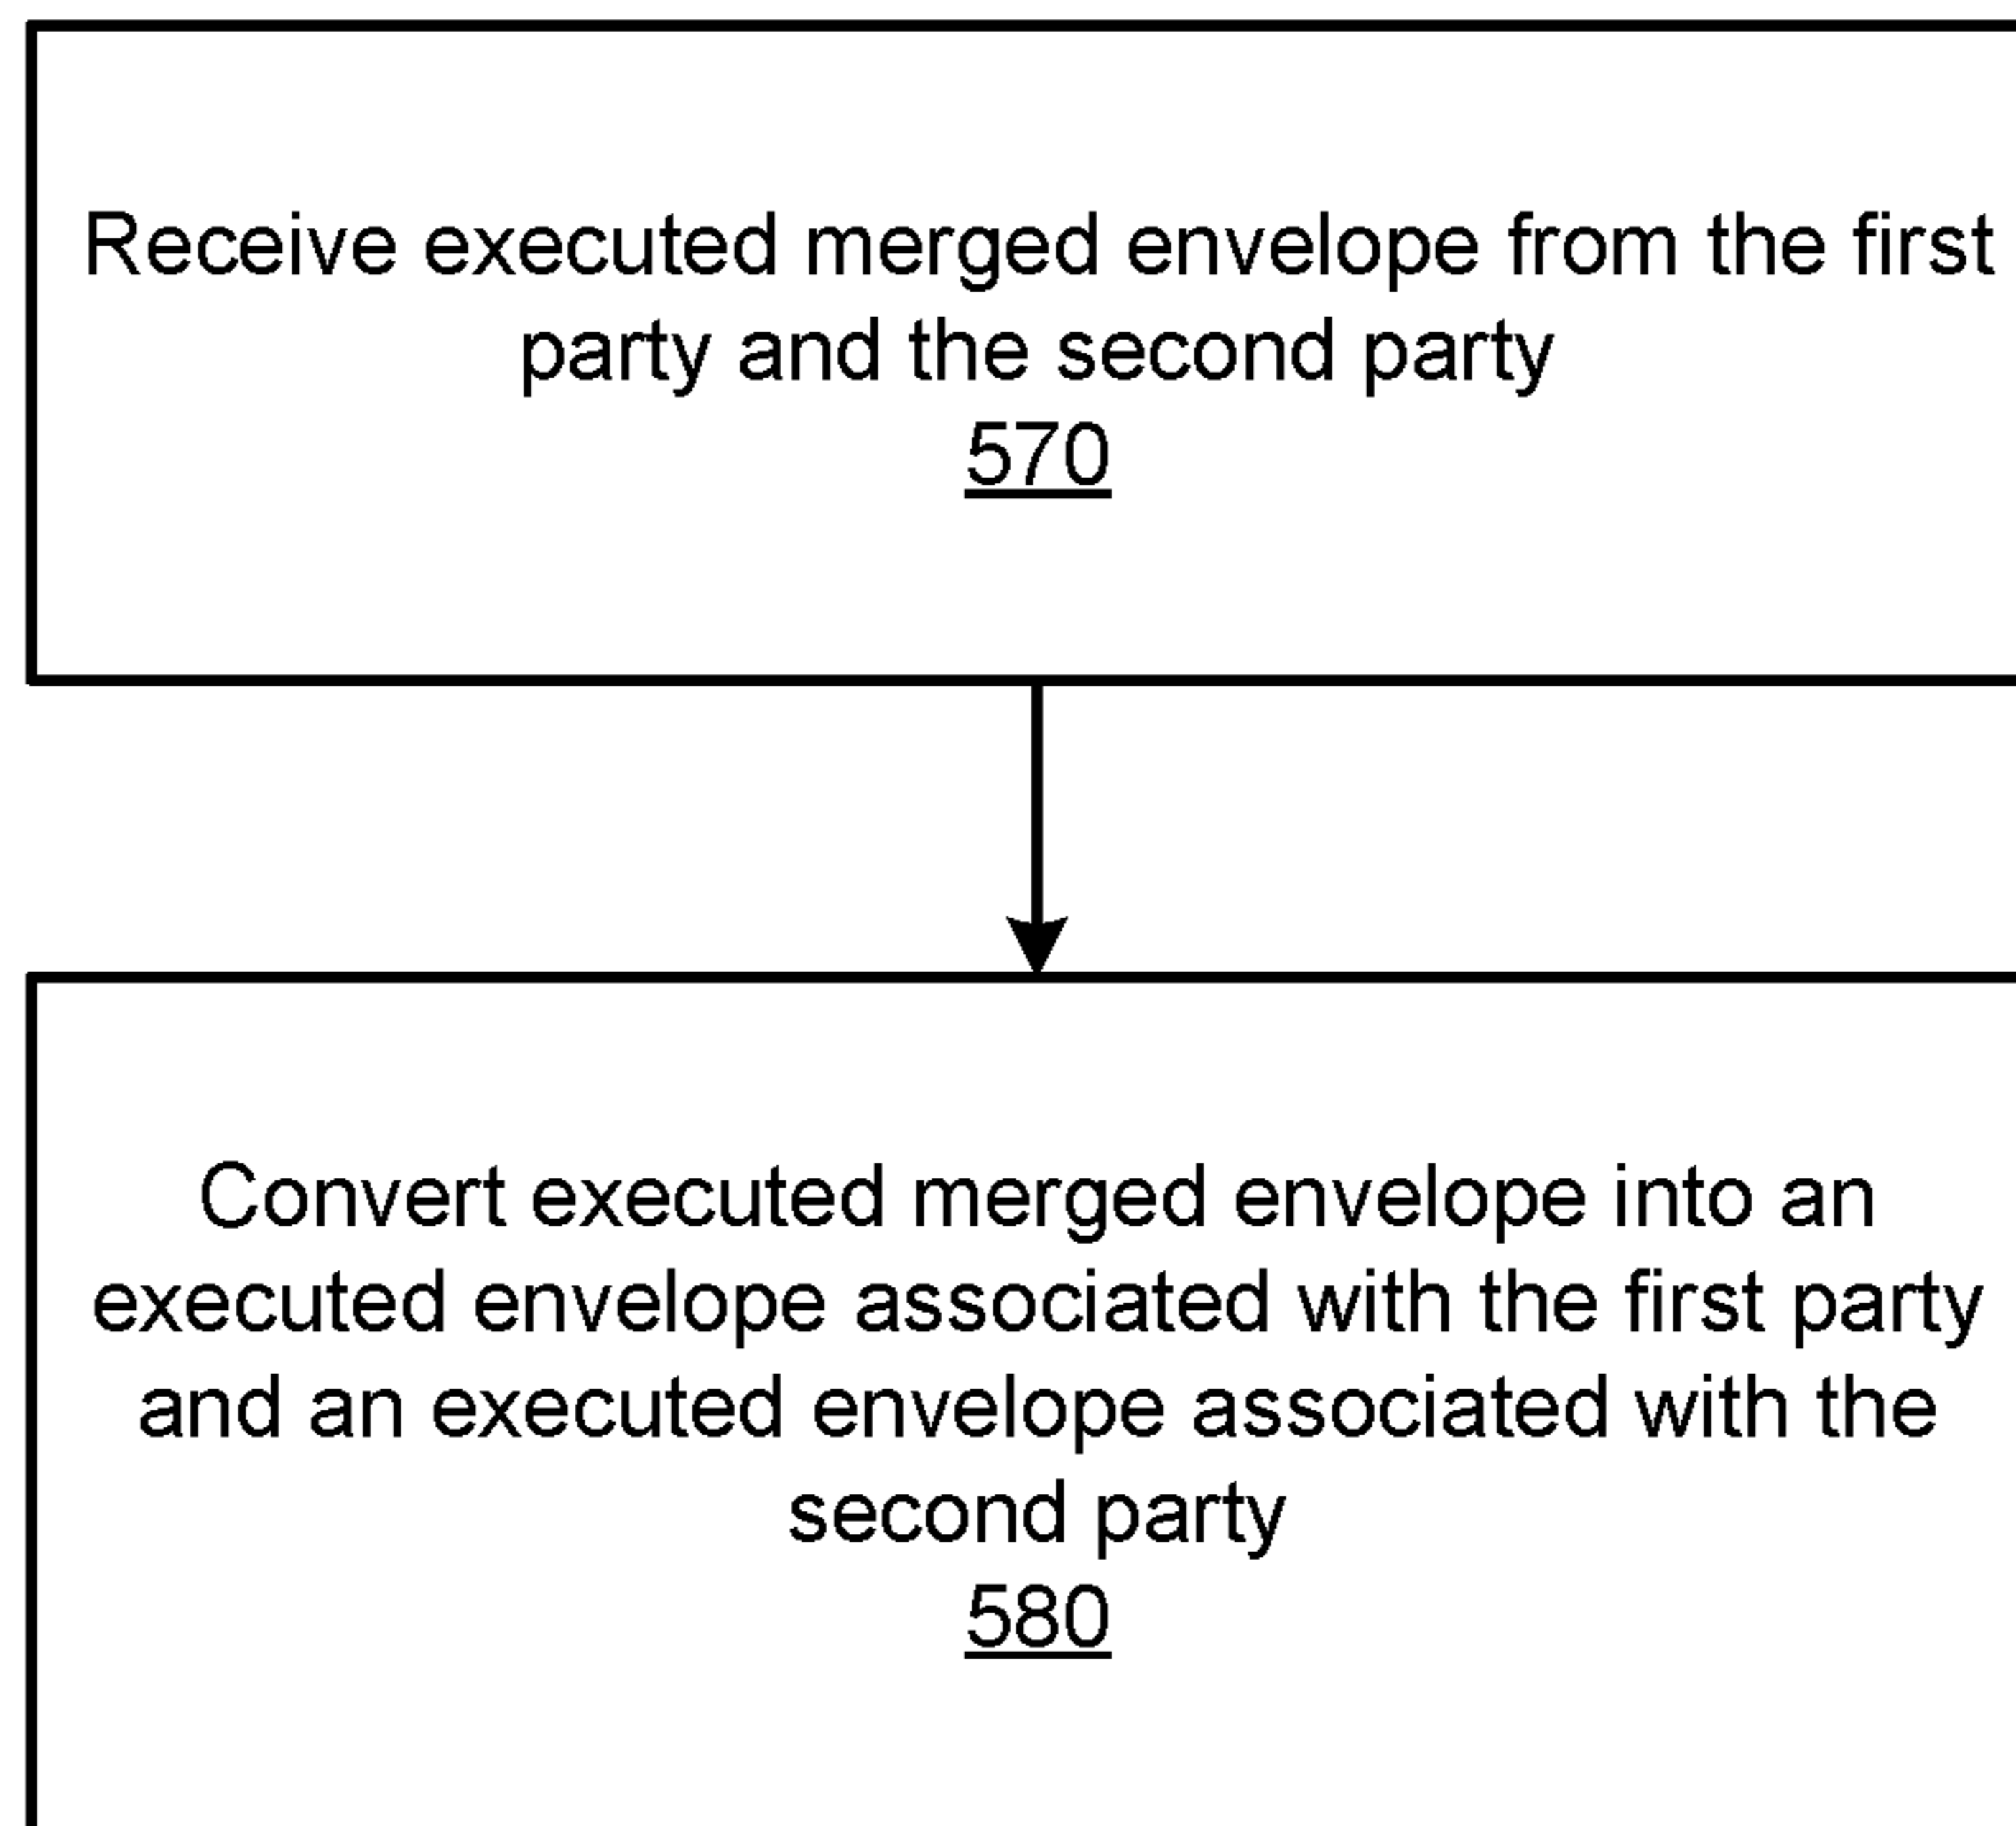 Receive executed merged envelope from the first
party and the second party
570
Convert executed merged envelope into an
executed envelope associated with the first party
and an executed envelope associated with the
second party
580